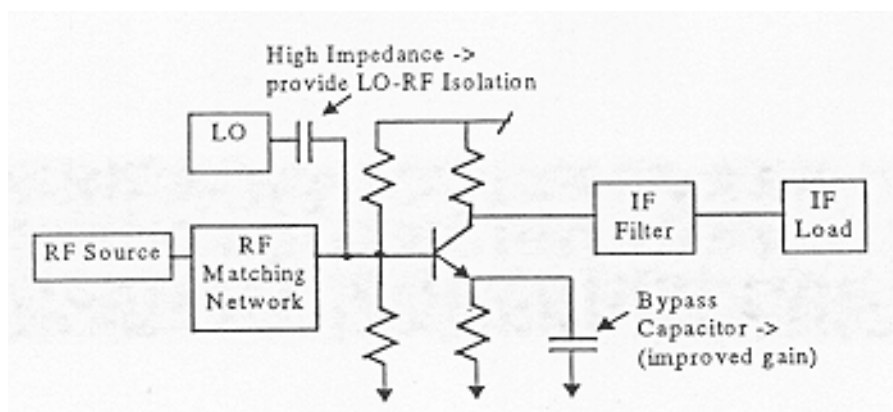 High Impedance ->
provide LO-RF Isolation
LO
RF Source
RF
Matching
Network
IF
Filter
IF
Load
Bypass
Capacitor ->
(improved gain)